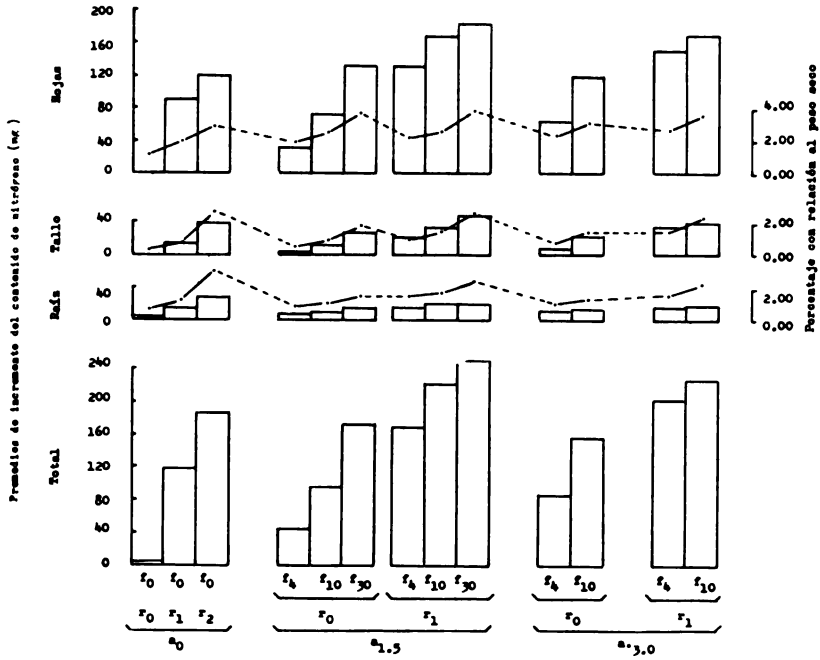 Promedios de incremento del contenido de nitrógeno (mg)
Hojas
200
160
120
80
40
0
4.00
2.00
0.00
Tallo
40
0
2.00
0.00
Raís
40
0
2.00
0.00
Porcentaje con relación al peso seco
Total
240
200
160
120
80
40
0
f0 f0 f0 f4 f10 f30 f4 f10 f30 f4 f10 f4 f10
r0 r1 r2 r0 r1 r0 r1
a0 a1.5 a.3.0